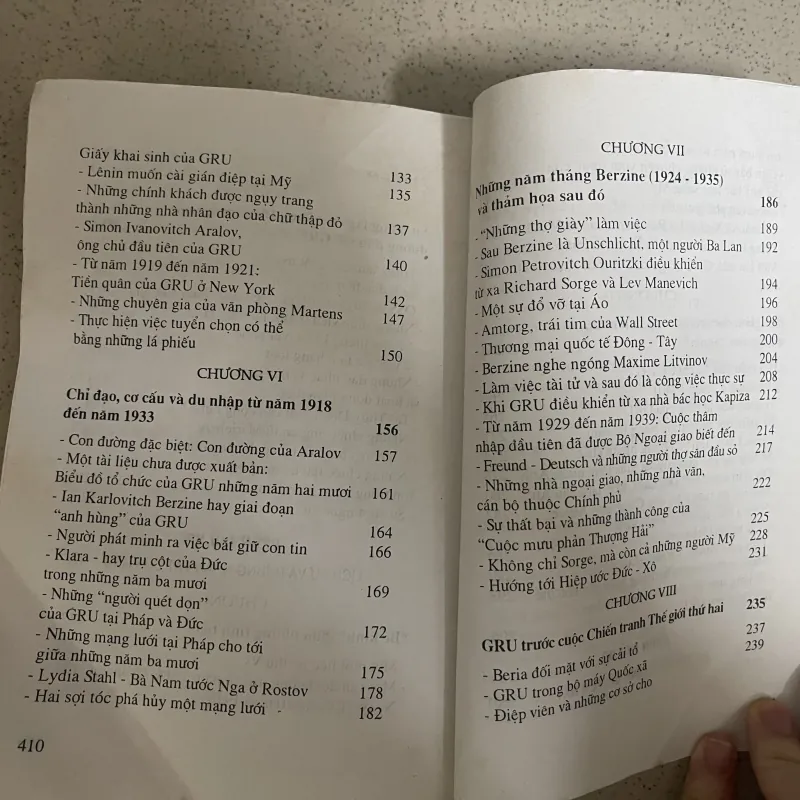 Giấy khai sinh của GRU 133
- Lênin muốn cài gián điệp tại Mỹ 135
- Những chính khách được ngụy trang
thành những nhà nhân đạo của chữ thập đỏ 137
- Simon Ivanovitch Aralov,
ông chủ đầu tiên của GRU 140
- Từ năm 1919 đến năm 1921:
Tiền quân của GRU ở New York 142
- Những chuyên gia của văn phòng Martens 147
- Thực hiện việc tuyển chọn có thể
bằng những lá phiếu 150
CHƯƠNG VI
Chỉ đạo, cơ cấu và du nhập từ năm 1918
đến năm 1933 156
- Con đường đặc biệt: Con đường của Aralov 157
- Một tài liệu chưa được xuất bản:
Biểu đồ tổ chức của GRU những năm hai mươi 161
- Ian Karlovitch Berzine hay giai đoạn
“anh hùng” của GRU 164
- Người phát minh ra việc bắt giữ con tin 166
- Klara - hay trụ cột của Đức
trong những năm ba mươi 169
- Những “người quét dọn”
của GRU tại Pháp và Đức 172
- Những mạng lưới tại Pháp cho tới
giữa những năm ba mươi 175
- Lydia Stahl - Bà Nam tước Nga ở Rostov 178
- Hai sợi tóc phá hủy một mạng lưới - 182
410
CHƯƠNG VII
Những năm tháng Berzine (1924 - 1935)
và thảm họa sau đó 186
- “Những thợ giày” làm việc 189
- Sau Berzine là Unschlicht, một người Ba Lan 192
- Simon Petrovitch Ouritzki điều khiển
từ xa Richard Sorge và Lev Manevich 194
- Một sự đổ vỡ tại Áo 196
- Amtorg, trái tim của Wall Street 198
- Thương mại quốc tế Đông - Tây 200
- Berzine nghe ngóng Maxime Litvinov 204
- Làm việc tài tử và sau đó là công việc thực sự 208
- Khi GRU điều khiển từ xa nhà bác học Kapiza 212
- Từ năm 1929 đến năm 1939: Cuộc thâm
nhập đầu tiên đã được Bộ Ngoại giao biết đến 214
- Freund - Deutsch và những người thợ săn đầu sỏ 217
- Những nhà ngoại giao, những nhà văn,
cán bộ thuộc Chính phủ 222
- Sự thất bại và những thành công của
“Cuộc mưu phản Thượng Hải” 225
- Không chỉ Sorge, mà còn cả những người Mỹ 228
- Hướng tới Hiệp ước Đức - Xô 231
CHƯƠNG VIII
GRU trước cuộc Chiến tranh Thế giới thứ hai 235
- Beria đối mặt với sự cải tổ 237
- GRU trong bộ máy Quốc xã 239
- Điệp viên và những cơ sở cho